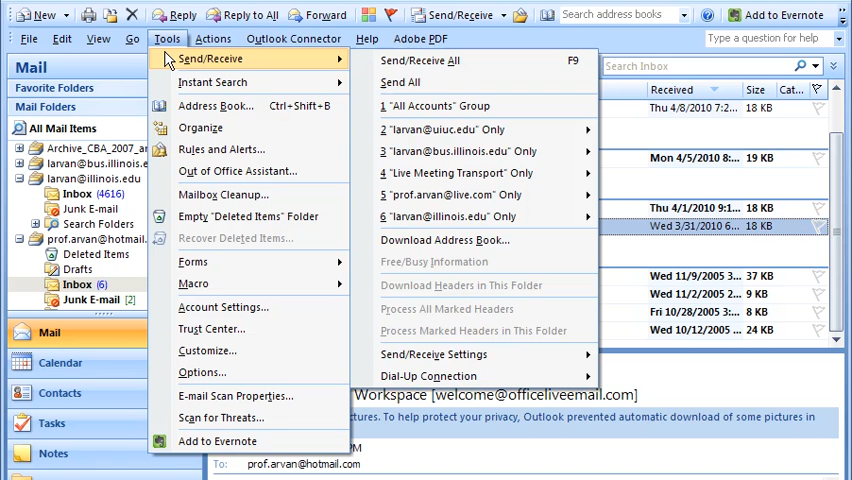 New
Reply
Reply to All
Forward
Send/Receive
Search address books
Add to Evernote
File Edit View Go Tools Actions Outlook Connector Help Adobe PDF
Type a question for help
Mail
Favorite Folders
Mail Folders
All Mail Items
Archive_CBA_2007_
larvan@bus.illinois.edu
larvan@illinois.edu
Inbox (4616)
Junk E-mail
Search Folders
prof.arvan@hotmail.
Deleted Items
Drafts
Inbox (6)
Junk E-mail [2]
Mail
Calendar
Contacts
Tasks
Notes
Send/Receive
Instant Search
Address Book... Ctrl+Shift+B
Organize
Rules and Alerts...
Out of Office Assistant...
Mailbox Cleanup...
Empty "Deleted Items" Folder
Recover Deleted Items...
Forms
Macro
Account Settings...
Trust Center...
Customize...
Options...
E-mail Scan Properties...
Scan for Threats...
Add to Evernote
Send/Receive All F9
Send All
1 "All Accounts" Group
2 "larvan@uiuc.edu" Only
3 "larvan@bus.illinois.edu" Only
4 "Live Meeting Transport" Only
5 "prof.arvan@live.com" Only
6 "larvan@illinois.edu" Only
Download Address Book...
Free/Busy Information
Download Headers in This Folder
Process All Marked Headers
Process Marked Headers in This Folder
Send/Receive Settings
Dial-Up Connection
Search Inbox
Received Size Cat...
Thu 4/8/2010 7:2... 18 KB
Mon 4/5/2010 ... 18 KB
Thu 4/1/2010 9:1... 18 KB
Wed 3/31/2010 6... 18 KB
Wed 11/9/2005 3... 37 KB
Wed 11/2/2005 2... 9 KB
Fri 10/28/2005 3... 8 KB
Wed 10/12/2005 ... 24 KB
Workspace [welcome@officeliveemail.com]
tures. To help protect your privacy, Outlook prevented automatic download of some pictures in
PM
To: prof.arvan@hotmail.com